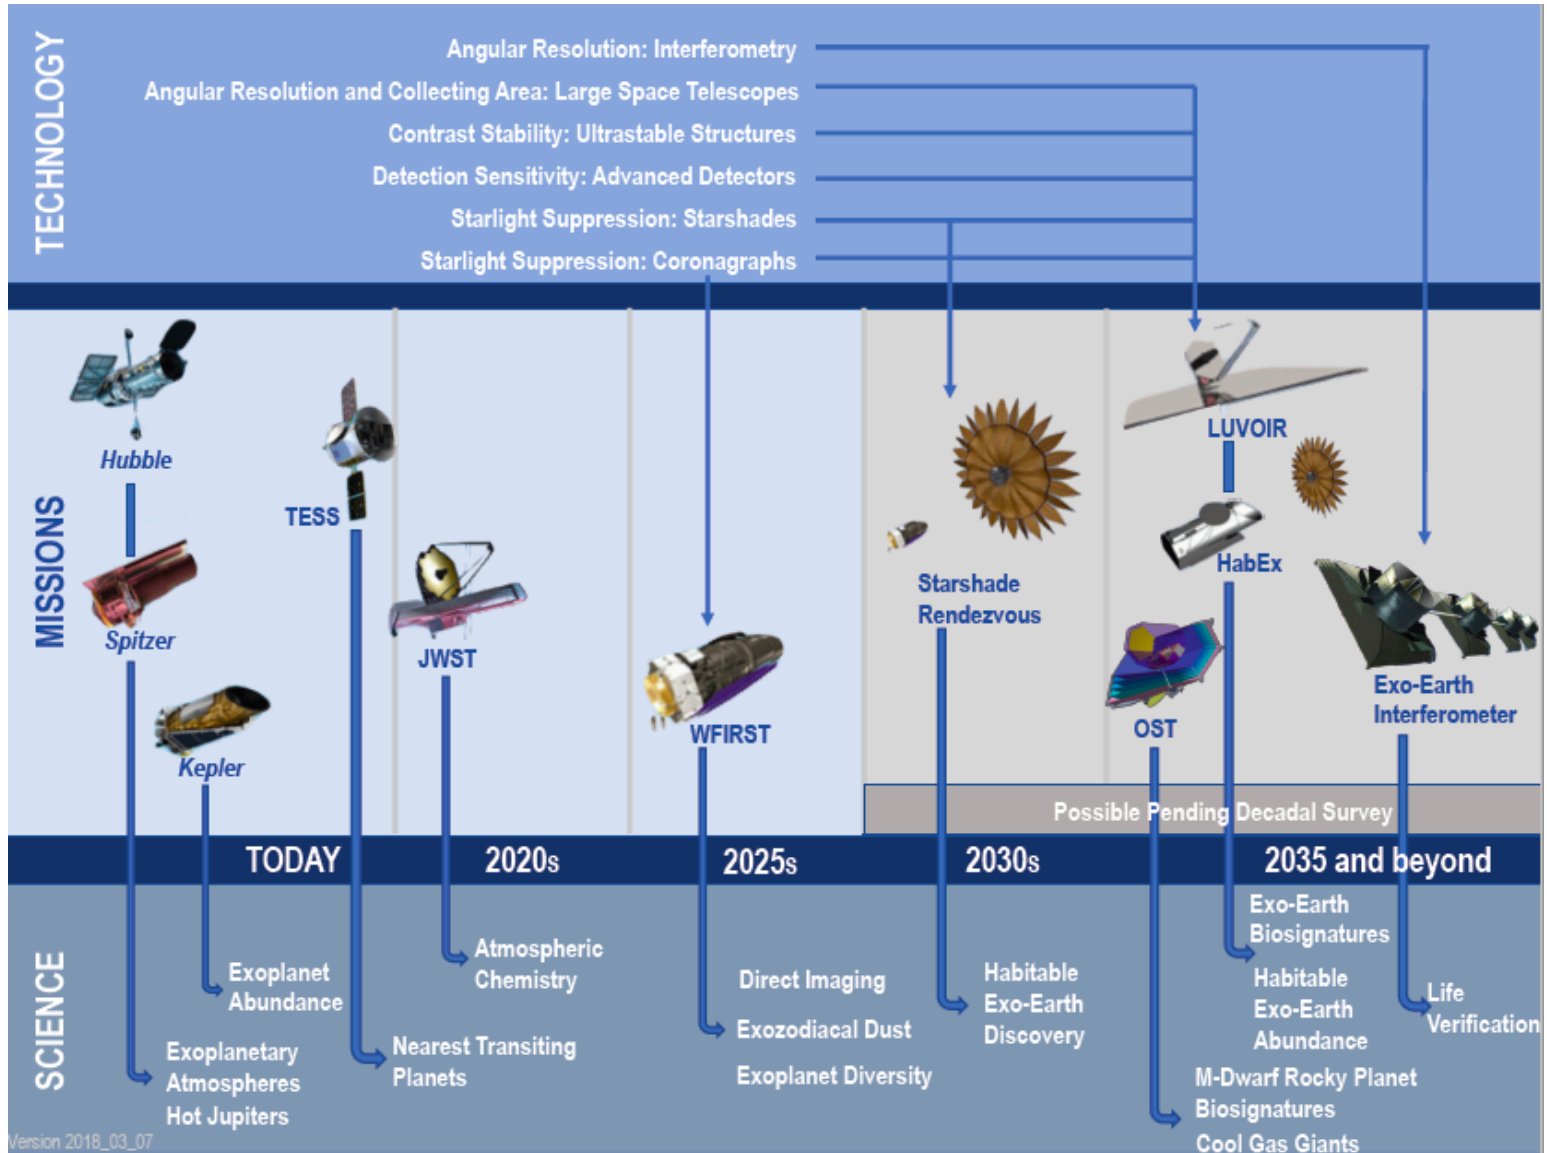 TECHNOLOGY
Angular Resolution: Interferometry
Angular Resolution and Collecting Area: Large Space Telescopes
Contrast Stability: Ultrastable Structures
Detection Sensitivity: Advanced Detectors
Starlight Suppression: Starshades
Starlight Suppression: Coronagraphs
MISSIONS
Hubble
Spitzer
Kepler
TESS
JWST
WFIRST
Starshade
Rendezvous
LUVOIR
HabEx
OST
Exo-Earth
Interferometer
Possible Pending Decadal Survey
TODAY
2020s
2025s
2030s
2035 and beyond
SCIENCE
Exoplanet
Abundance
Exoplanetary
Atmospheres
Hot Jupiters
Nearest Transiting
Planets
Atmospheric
Chemistry
Direct Imaging
Exozodiacal Dust
Exoplanet Diversity
Habitable
Exo-Earth
Discovery
Exo-Earth
Biosignatures
Habitable
Exo-Earth
Abundance
M-Dwarf Rocky Planet
Biosignatures
Cool Gas Giants
Life
Verification
Version 2018_03_07